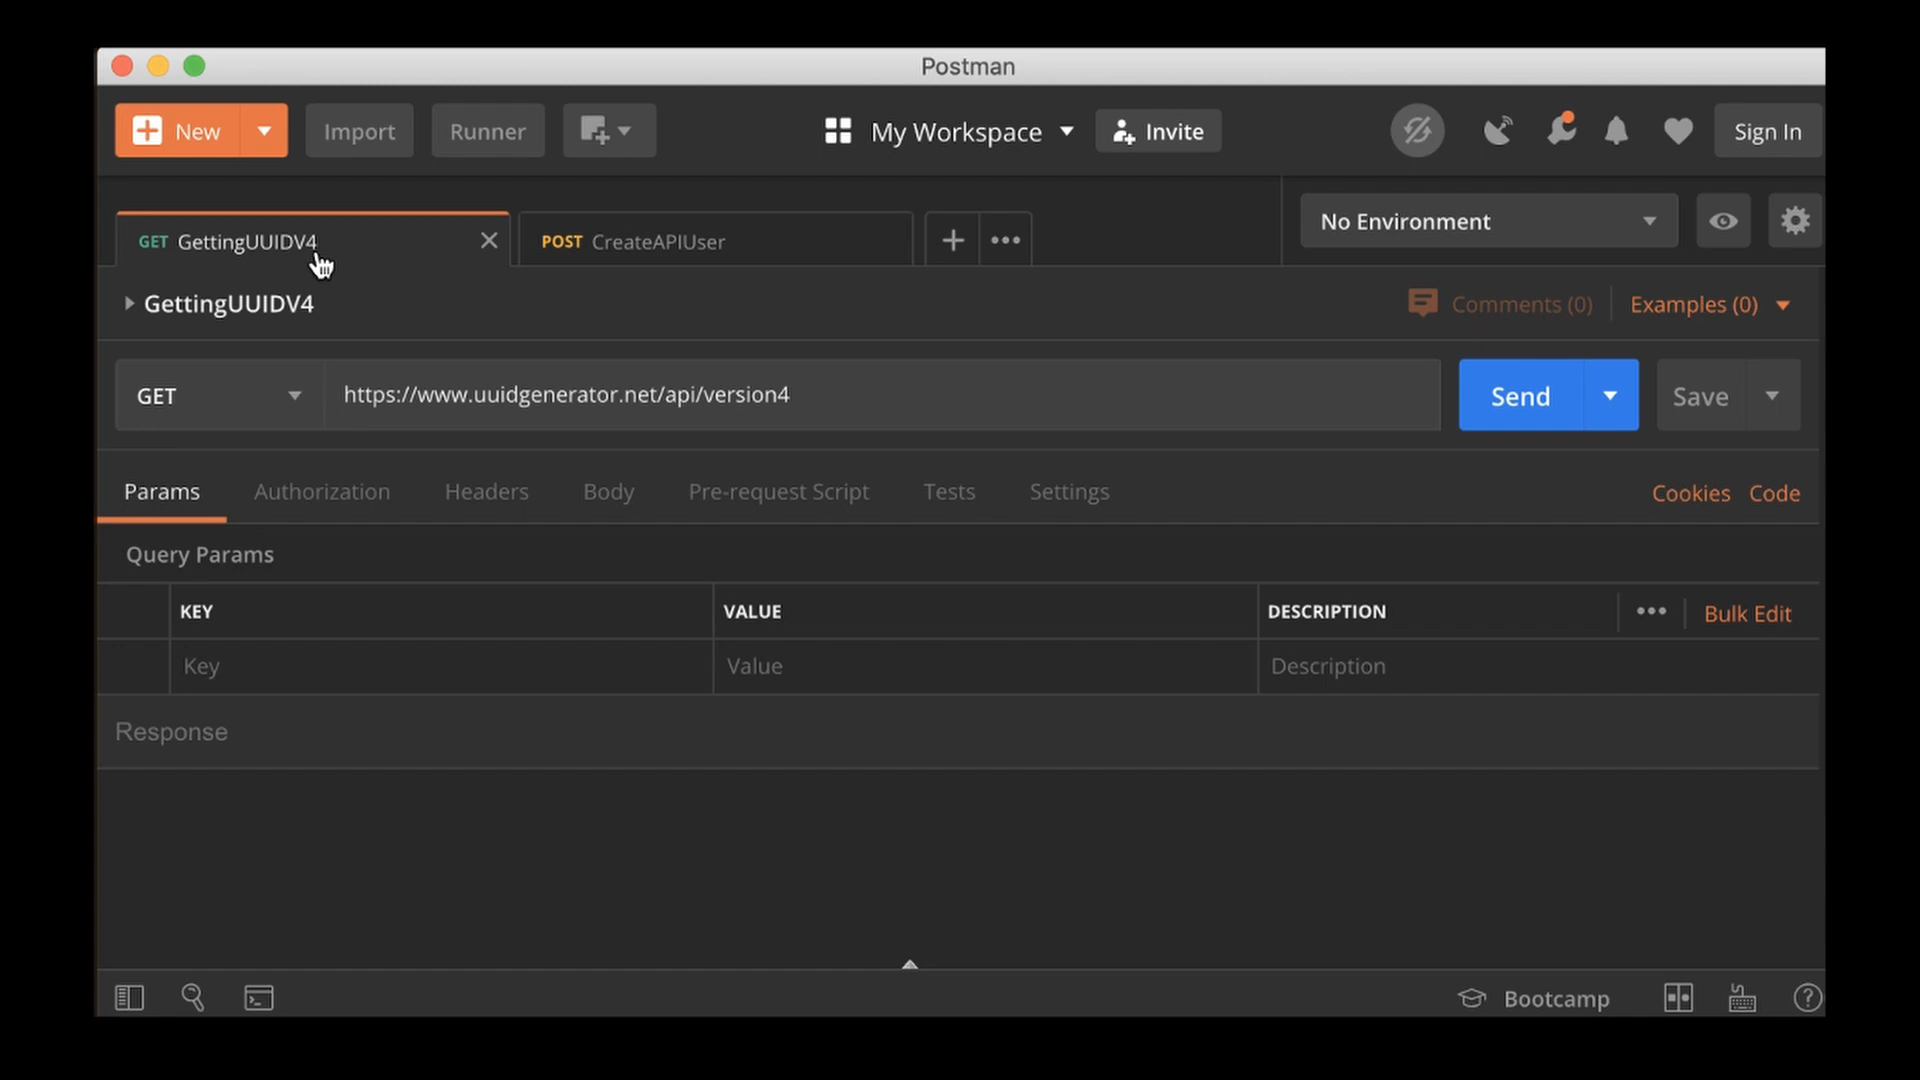 Postman
New Import Runner My Workspace Invite Sign In
GET GettingUUIDV4 POST CreateAPIUser No Environment
GettingUUIDV4 Comments (0) Examples (0)
GET https://www.uuidgenerator.net/api/version4 Send Save
Params Authorization Headers Body Pre-request Script Tests Settings Cookies Code
Query Params
KEY VALUE DESCRIPTION Bulk Edit
Key Value Description
Response
Bootcamp